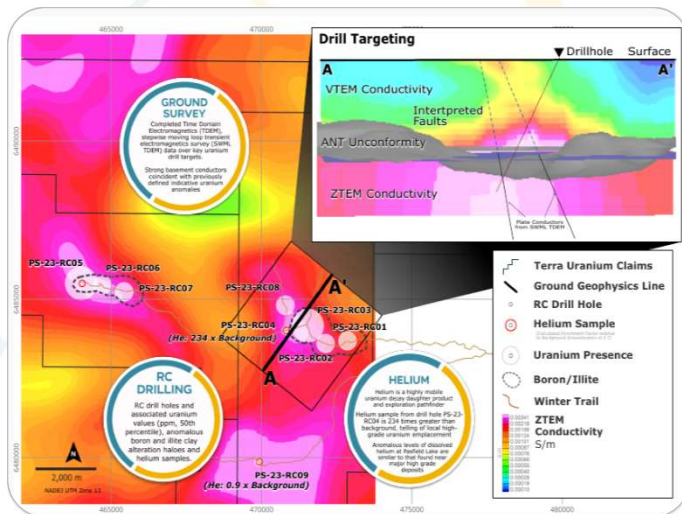 465000
470000
6490000
6485000
GROUND
SURVEY
Completed Time Domain
Electromagnetics (TDEM),
stepwise moving loop transient
electromagnetics survey (SWML
TDEM) data over key uranium
drill targets.
Strong basement conductors
coincident with previously
defined indicative uranium
anomalies
Drill Targeting
Drillhole
Surface
A
A'
VTEM Conductivity
Intertpreted
Faults
ANT Unconformity
ZTEM Conductivity
Plate Conductors
from SWML TDEM
PS-23-RC05
PS-23-RC06
PS-23-RC07
PS-23-RC08
A'
PS-23-RC03
PS-23-RC04
PS-23-RC01
(He: 234 x Background)
PS-23-RC02
A
RC
DRILLING
RC drill holes and
associated uranium
values (ppm, 50th
percentile), anomalous
boron and illite clay
alteration haloes and
helium samples.
HELIUM
Helium is a highly mobile
uranium decay daughter product
and exploration pathfinder
Helium sample from drill hole PS-23-
RC04 is 234 times greater than
background, telling of local high-
grade uranium emplacement
Anomalous levels of dissolved
helium at Pasfield Lake are
similar to that found near
major high grade
deposits
PS-23-RC09
(He: 0.9 x Background)
N
2,000 m
465000
470000
475000
480000
Terra Uranium Claims
Ground Geophysics Line
RC Drill Hole
Helium Sample
Uranium Presence
Boron/Illite
Winter Trail
ZTEM
Conductivity
S/m